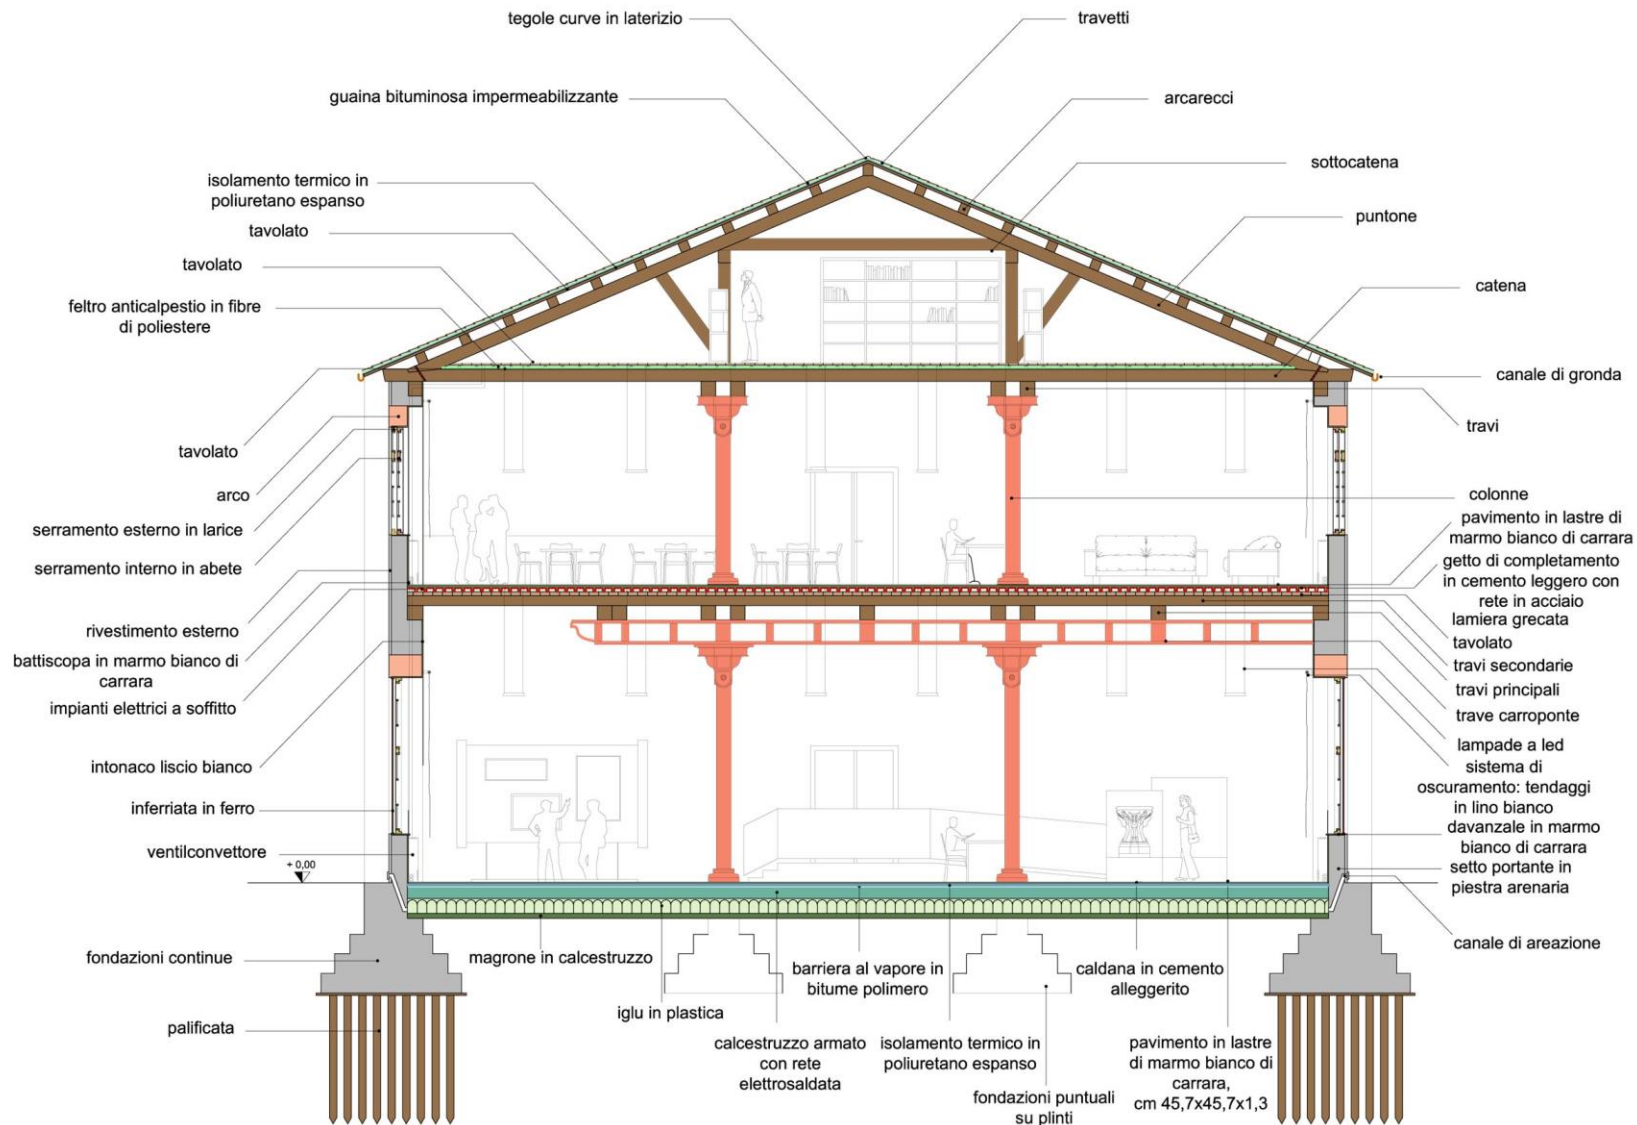 tegole curve in laterizio
travetti
guaina bituminosa impermeabilizzante
arcarecci
sottocatena
isolamento termico in
poliuretano espanso
puntone
tavolato
tavolato
catena
feltro anticalpestio in fibre
di poliestere
canale di gronda
travi
tavolato
arco
colonne
serramento esterno in larice
pavimento in lastre di
marmo bianco di carrara
serramento interno in abete
getto di completamento
in cemento leggero con
rete in acciaio
lamiera grecata
rivestimento esterno
tavolato
battiscopa in marmo bianco di
carrara
travi secondarie
impianti elettrici a soffitto
travi principali
trave carroponte
intonaco liscio bianco
lampade a led
sistema di
oscuramento: tendaggi
in lino bianco
inferriata in ferro
davanzale in marmo
bianco di carrara
ventilconvettore
+ 0,00
setto portante in
piestra arenaria
canale di areazione
fondazioni continue
magrone in calcestruzzo
barriera al vapore in
bitume polimero
caldana in cemento
alleggerito
palificata
iglu in plastica
calcestruzzo armato
con rete
elettrosaldata
isolamento termico in
poliuretano espanso
pavimento in lastre
di marmo bianco di
carrara,
cm 45,7x45,7x1,3
fondazioni puntuali
su plinti